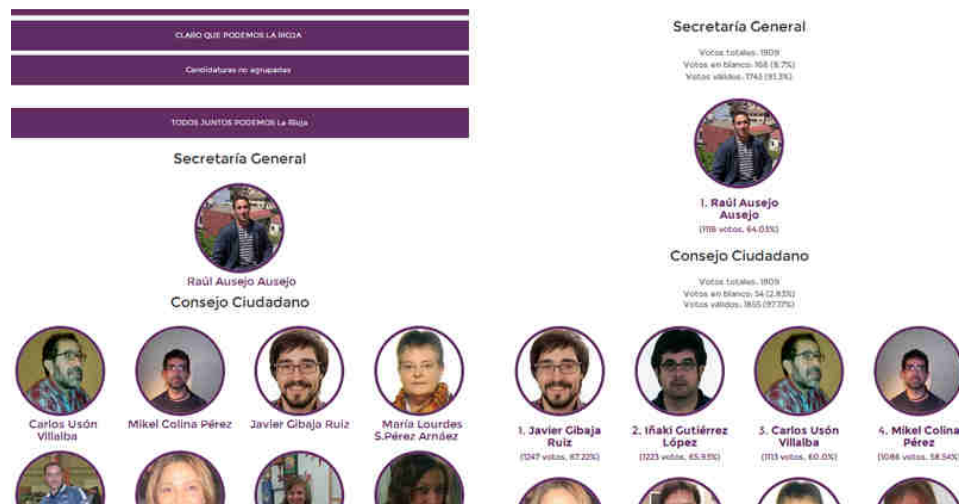 CLARO QUE PODEMOS LA RIOJA
Candidaturas no agrupadas
TODOS JUNTOS PODEMOS La Rioja
Secretaría General
Raúl Ausejo Ausejo
Consejo Ciudadano
Carlos Usón
Villalba
Mikel Colina Pérez
Javier Gibaja Ruiz
María Lourdes
S.Pérez Arnáez
Secretaría General
Votos totales: 1909
Votos en blanco: 166 (8.7%)
Votos válidos: 1743 (91.3%)
1. Raúl Ausejo
Ausejo
(1118 votos, 64.03%)
Consejo Ciudadano
Votos totales: 1909
Votos en blanco: 54 (2.83%)
Votos válidos: 1855 (97.17%)
1. Javier Gibaja
Ruiz
(1247 votos, 67.22%)
2. Iñaki Gutiérrez
López
(1223 votos, 65.93%)
3. Carlos Usón
Villalba
(1113 votos, 60.0%)
4. Mikel Colina
Pérez
(1086 votos, 58.54%)